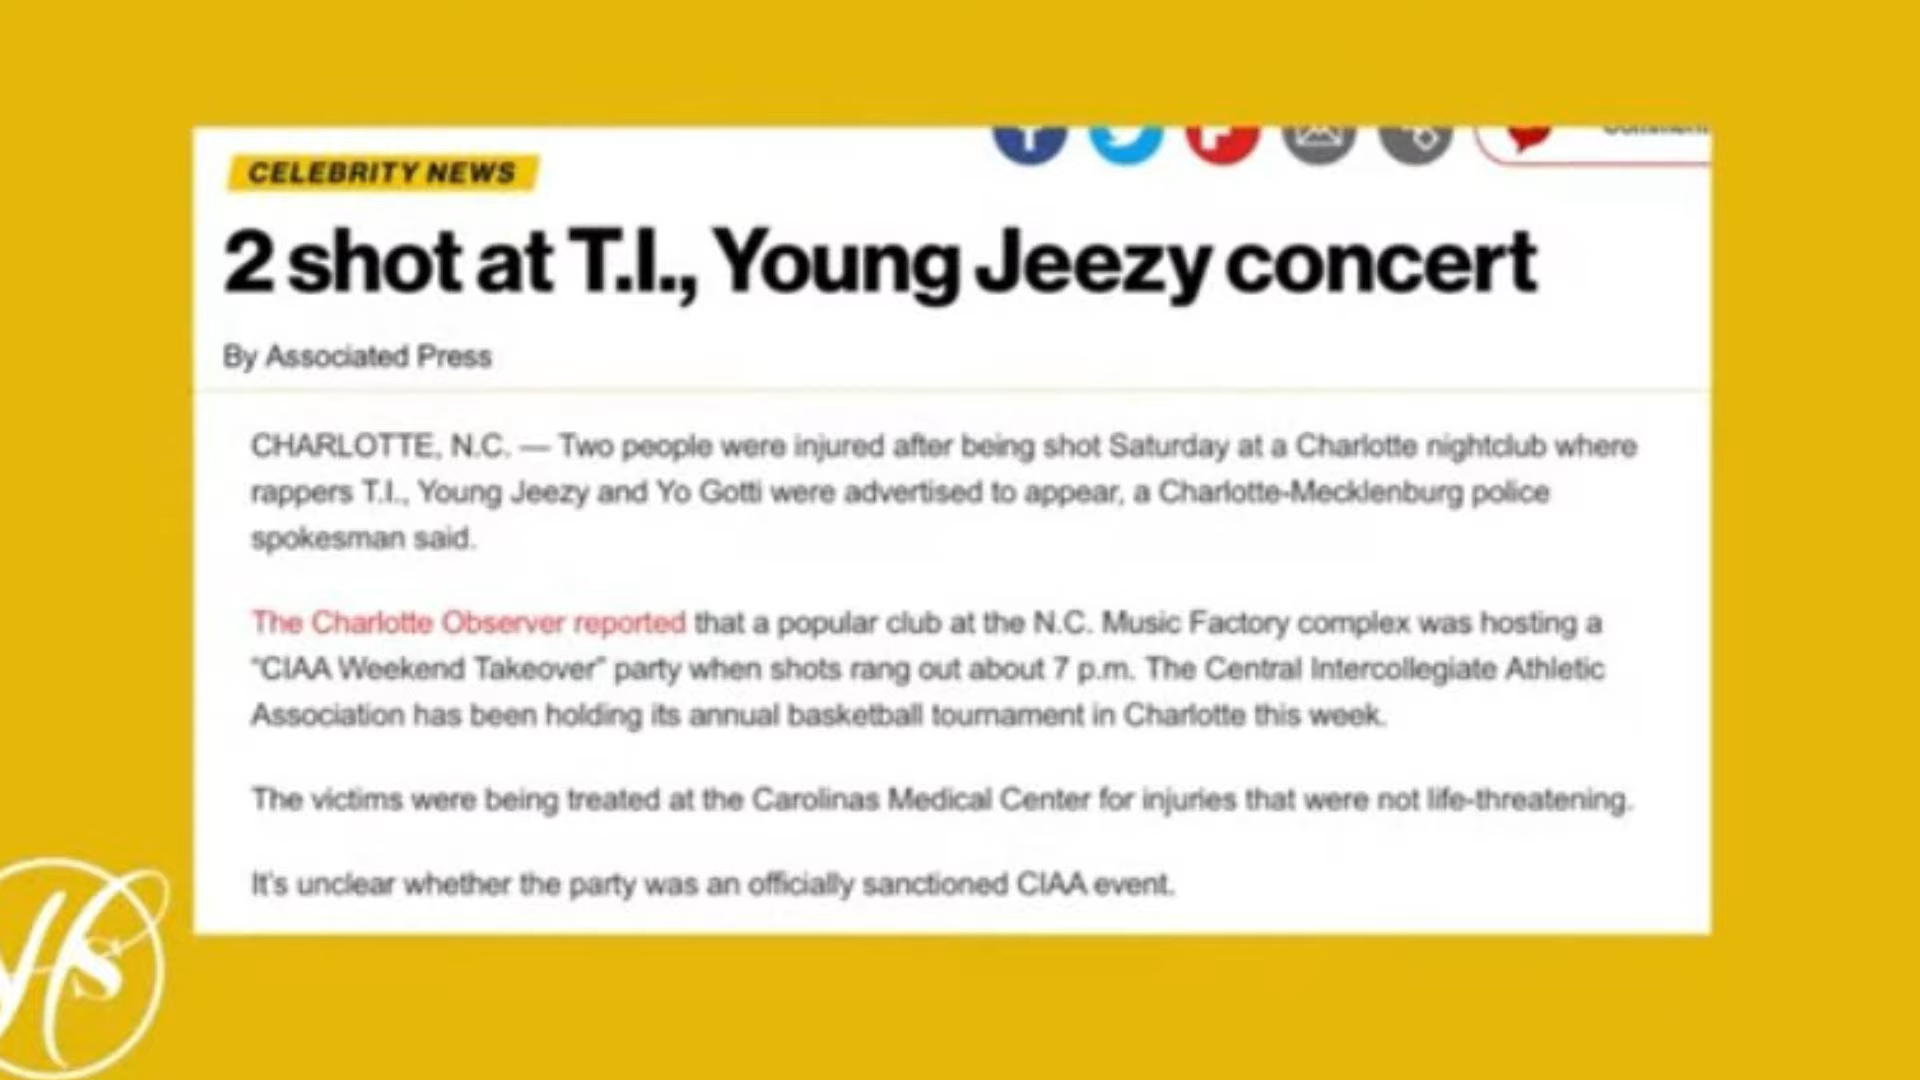 CELEBRITY NEWS
2 shot at T.I., Young Jeezy concert
By Associated Press
CHARLOTTE, N.C. — Two people were injured after being shot Saturday at a Charlotte nightclub where
rappers T.I., Young Jeezy and Yo Gotti were advertised to appear, a Charlotte-Mecklenburg police
spokesman said.
The Charlotte Observer reported that a popular club at the N.C. Music Factory complex was hosting a
“CIAA Weekend Takeover” party when shots rang out about 7 p.m. The Central Intercollegiate Athletic
Association has been holding its annual basketball tournament in Charlotte this week.
The victims were being treated at the Carolinas Medical Center for injuries that were not life-threatening.
It's unclear whether the party was an officially sanctioned CIAA event.